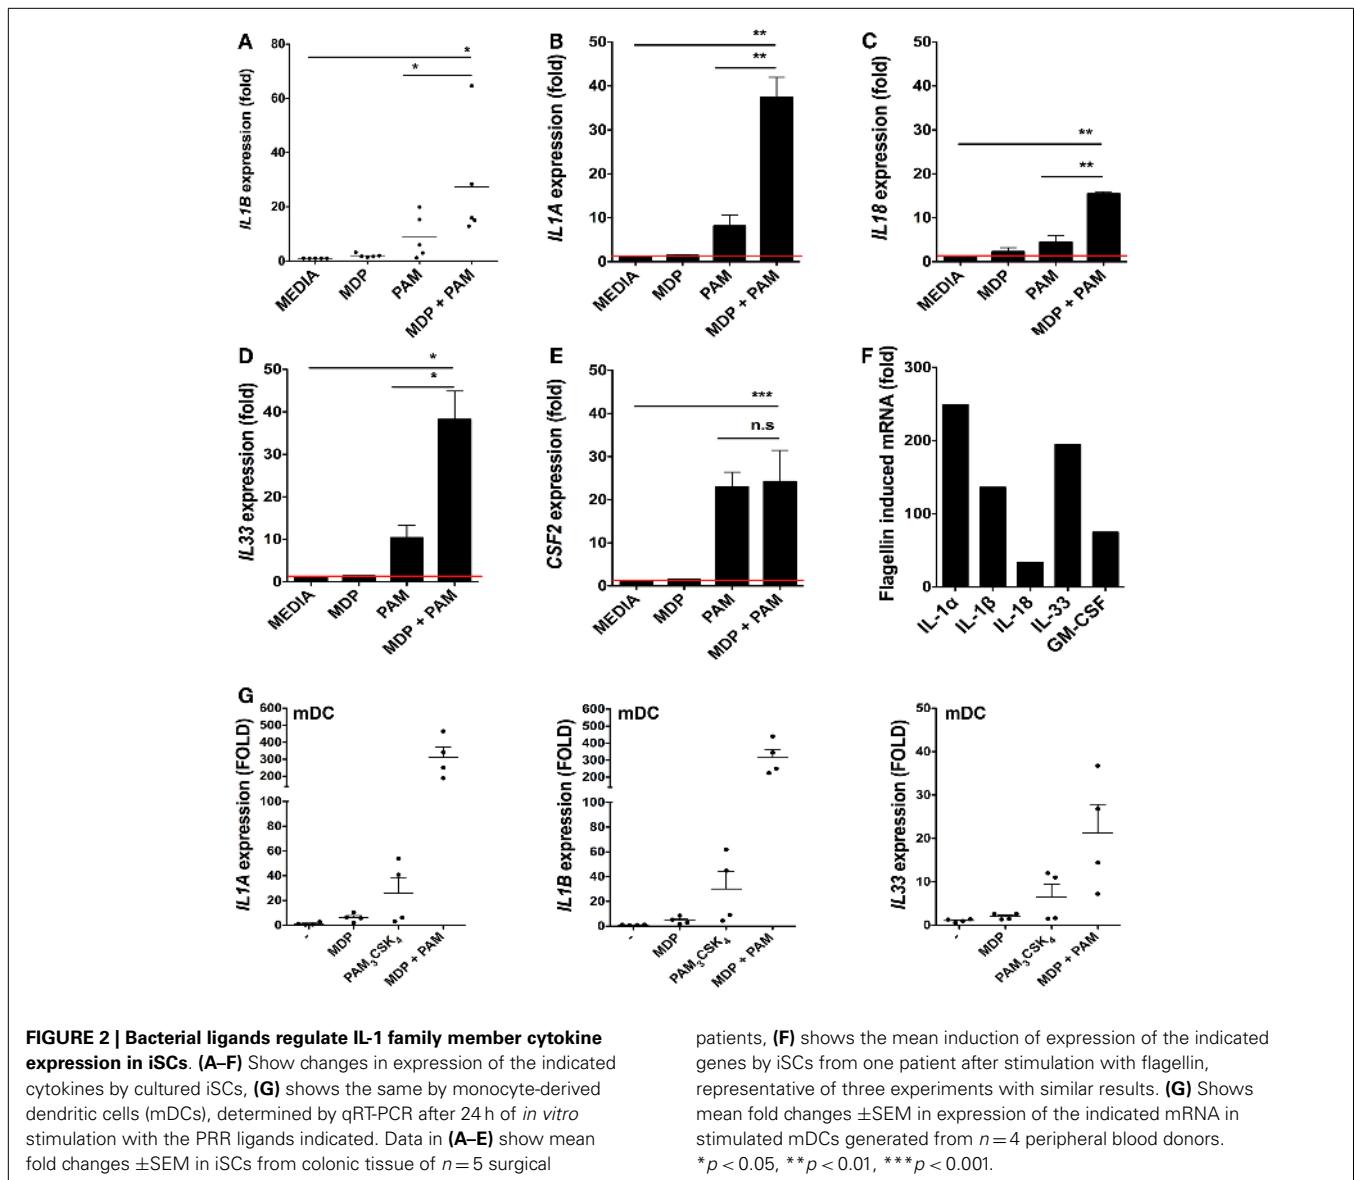 A
IL1B expression (fold)
80
60
40
20
0
*
*
MEDIA
MDP
PAM
MDP + PAM
B
IL1A expression (fold)
50
40
30
20
10
0
**
**
MEDIA
MDP
PAM
MDP + PAM
C
IL18 expression (fold)
50
40
30
20
10
0
**
**
MEDIA
MDP
PAM
MDP + PAM
D
IL33 expression (fold)
50
40
30
20
10
0
*
*
MEDIA
MDP
PAM
MDP + PAM
E
CSF2 expression (fold)
50
40
30
20
10
0
***
n.s
MEDIA
MDP
PAM
MDP + PAM
F
Flagellin induced mRNA (fold)
300
200
100
0
IL-1α
IL-1β
IL-18
IL-33
GM-CSF
G
mDC
IL1A expression (FOLD)
600
500
400
300
200
100
80
60
40
20
0
-
MDP
PAM₃CSK₄
MDP + PAM
mDC
IL1B expression (FOLD)
600
500
400
300
200
100
80
60
40
20
0
-
MDP
PAM₃CSK₄
MDP + PAM
mDC
IL33 expression (FOLD)
50
40
30
20
10
0
-
MDP
PAM₃CSK₄
MDP + PAM
FIGURE 2 | Bacterial ligands regulate IL-1 family member cytokine
expression in iSCs. (A–F) Show changes in expression of the indicated
cytokines by cultured iSCs, (G) shows the same by monocyte-derived
dendritic cells (mDCs), determined by qRT-PCR after 24 h of in vitro
stimulation with the PRR ligands indicated. Data in (A–E) show mean
fold changes ±SEM in iSCs from colonic tissue of n = 5 surgical
patients, (F) shows the mean induction of expression of the indicated
genes by iSCs from one patient after stimulation with flagellin,
representative of three experiments with similar results. (G) Shows
mean fold changes ±SEM in expression of the indicated mRNA in
stimulated mDCs generated from n = 4 peripheral blood donors.
*p < 0.05, **p < 0.01, ***p < 0.001.